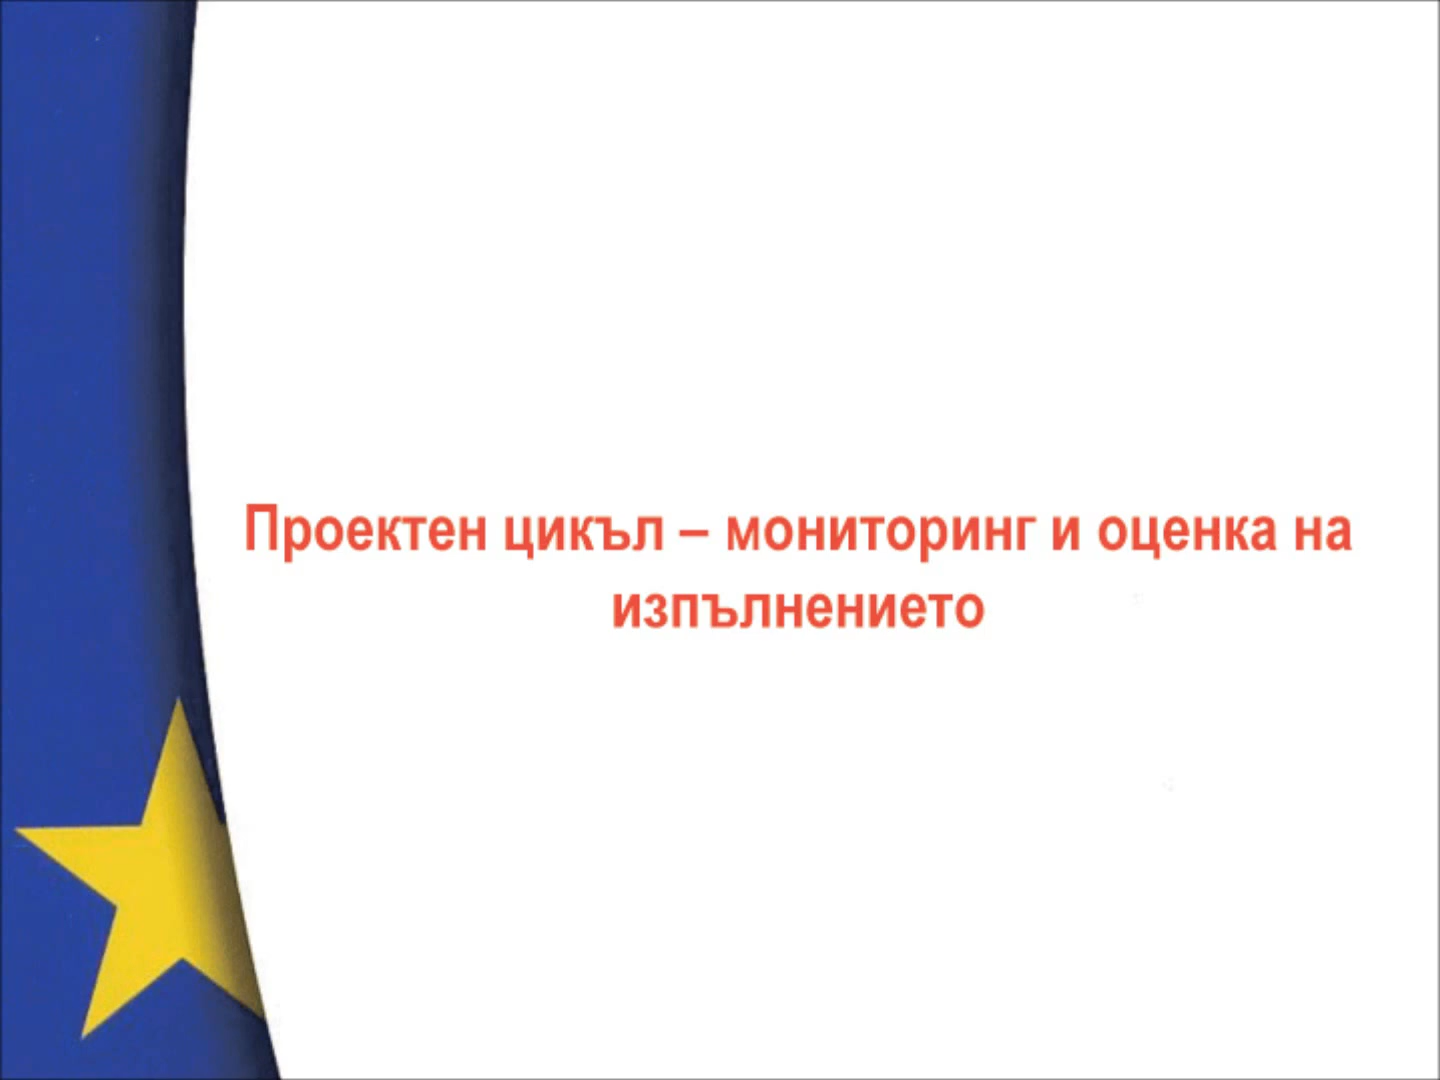 Проектен цикъл – мониторинг и оценка на
изпълнението